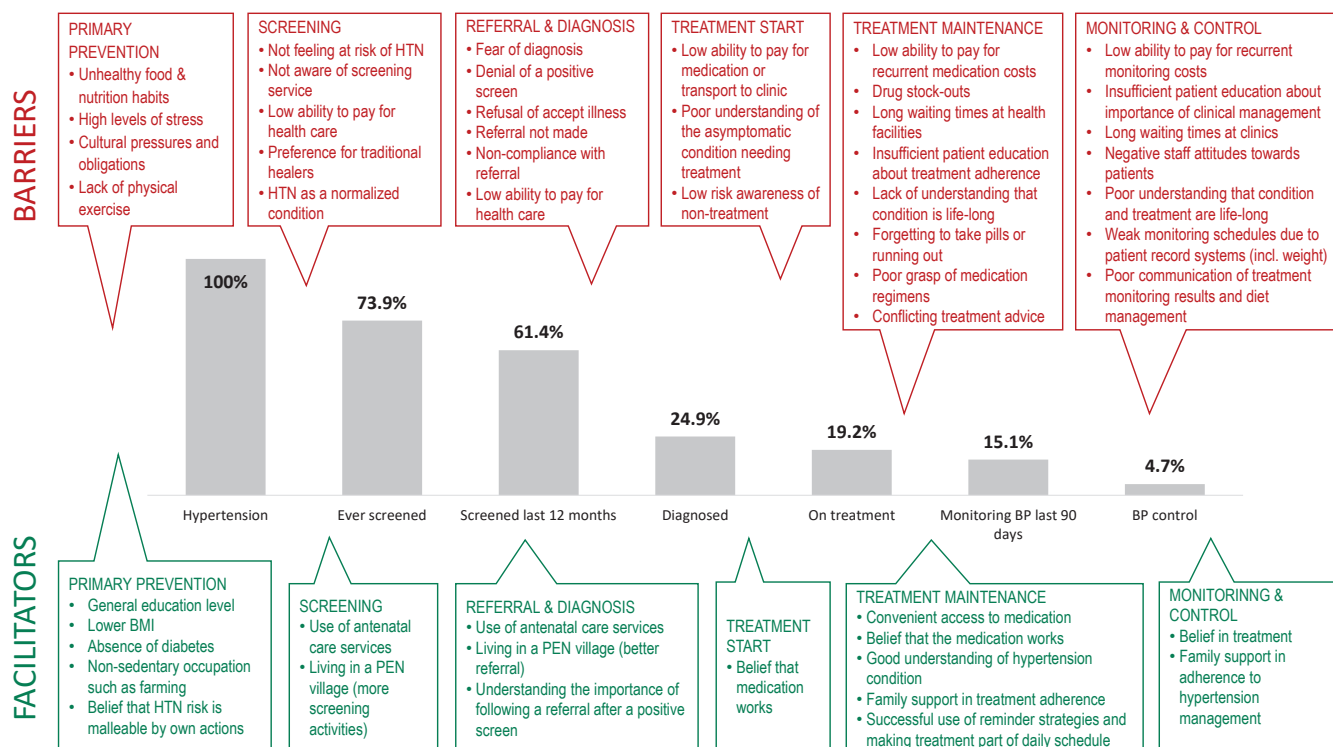 BARRIERS
PRIMARY
PREVENTION
• Unhealthy food &
nutrition habits
• High levels of stress
• Cultural pressures and
obligations
• Lack of physical
exercise
SCREENING
• Not feeling at risk of HTN
• Not aware of screening
service
• Low ability to pay for
health care
• Preference for traditional
healers
• HTN as a normalized
condition
REFERRAL & DIAGNOSIS
• Fear of diagnosis
• Denial of a positive
screen
• Refusal of accept illness
• Referral not made
• Non-compliance with
referral
• Low ability to pay for
health care
TREATMENT START
• Low ability to pay for
medication or
transport to clinic
• Poor understanding of
the asymptomatic
condition needing
treatment
• Low risk awareness of
non-treatment
TREATMENT MAINTENANCE
• Low ability to pay for
recurrent medication costs
• Drug stock-outs
• Long waiting times at health
facilities
• Insufficient patient education
about treatment adherence
• Lack of understanding that
condition is life-long
• Forgetting to take pills or
running out
• Poor grasp of medication
regimens
• Conflicting treatment advice
MONITORING & CONTROL
• Low ability to pay for recurrent
monitoring costs
• Insufficient patient education about
importance of clinical management
• Long waiting times at clinics
• Negative staff attitudes towards
patients
• Poor understanding that condition
and treatment are life-long
• Weak monitoring schedules due to
patient record systems (incl. weight)
• Poor communication of treatment
monitoring results and diet
management
100%
73.9%
61.4%
24.9%
19.2%
15.1%
4.7%
Hypertension
Ever screened
Screened last 12 months
Diagnosed
On treatment
Monitoring BP last 90
days
BP control
FACILITATORS
PRIMARY PREVENTION
• General education level
• Lower BMI
• Absence of diabetes
• Non-sedentary occupation
such as farming
• Belief that HTN risk is
malleable by own actions
SCREENING
• Use of antenatal
care services
• Living in a PEN
village (more
screening
activities)
REFERRAL & DIAGNOSIS
• Use of antenatal care services
• Living in a PEN village (better
referral)
• Understanding the importance of
following a referral after a positive
screen
TREATMENT
START
• Belief that
medication
works
TREATMENT MAINTENANCE
• Convenient access to medication
• Belief that the medication works
• Good understanding of hypertension
condition
• Family support in treatment adherence
• Successful use of reminder strategies and
making treatment part of daily schedule
MONITORINNG &
CONTROL
• Belief in treatment
• Family support in
adherence to
hypertension
management